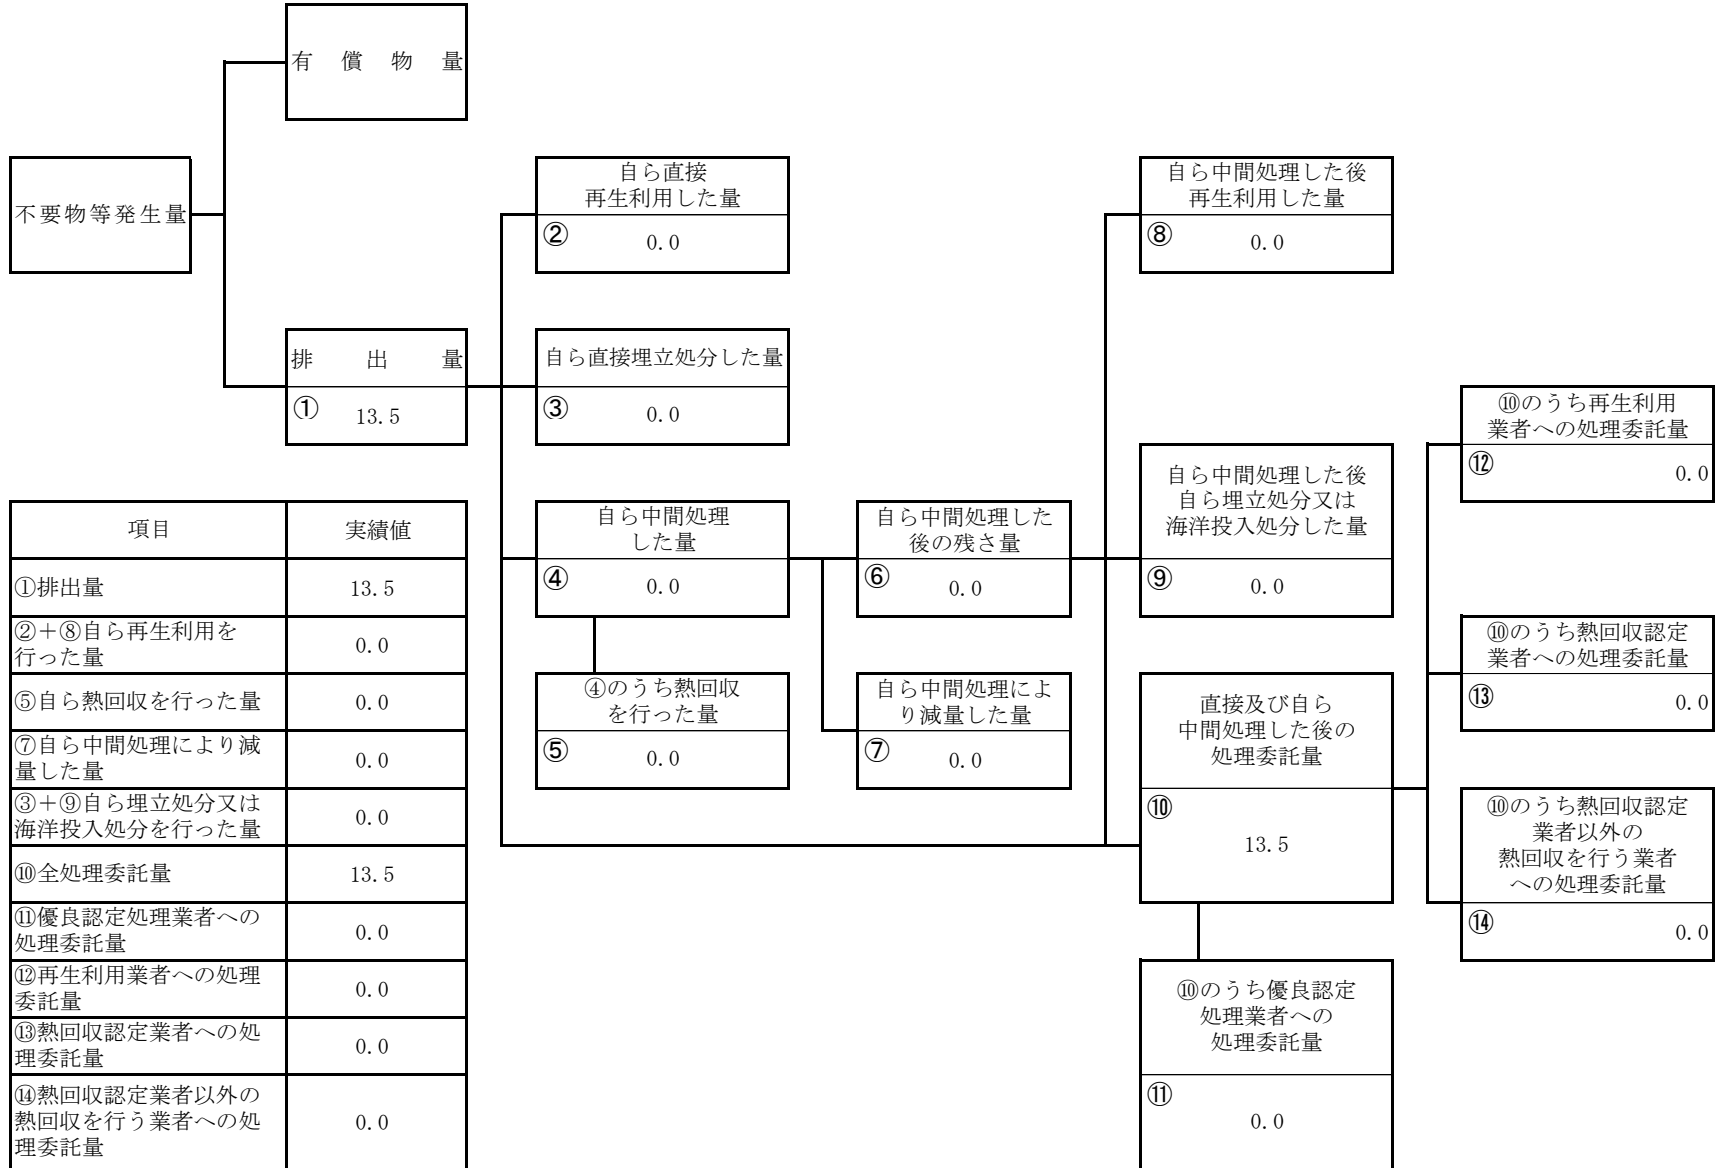 有償物量
不要物等発生量
自ら直接
再生利用した量
②
0.0
自ら中間処理した後
再生利用した量
⑧
0.0
排出量
①
13.5
自ら直接埋立処分した量
③
0.0
⑩のうち再生利用
業者への処理委託量
⑫
0.0
自ら中間処理
した量
④
0.0
自ら中間処理した
後の残さ量
⑥
0.0
自ら中間処理した後
自ら埋立処分又は
海洋投入処分した量
⑨
0.0
⑩のうち熱回収認定
業者への処理委託量
⑬
0.0
④のうち熱回収
を行った量
⑤
0.0
自ら中間処理によ
り減量した量
⑦
0.0
直接及び自ら
中間処理した後の
処理委託量
⑩
13.5
⑩のうち熱回収認定
業者以外の
熱回収を行う業者
への処理委託量
⑭
0.0
⑩のうち優良認定
処理業者への
処理委託量
⑪
0.0
項目 実績値
①排出量 13.5
②＋⑧自ら再生利用を
行った量 0.0
⑤自ら熱回収を行った量 0.0
⑦自ら中間処理により減
量した量 0.0
③＋⑨自ら埋立処分又は
海洋投入処分を行った量 0.0
⑩全処理委託量 13.5
⑪優良認定処理業者への
処理委託量 0.0
⑫再生利用業者への処理
委託量 0.0
⑬熱回収認定業者への処
理委託量 0.0
⑭熱回収認定業者以外の
熱回収を行う業者への処
理委託量 0.0